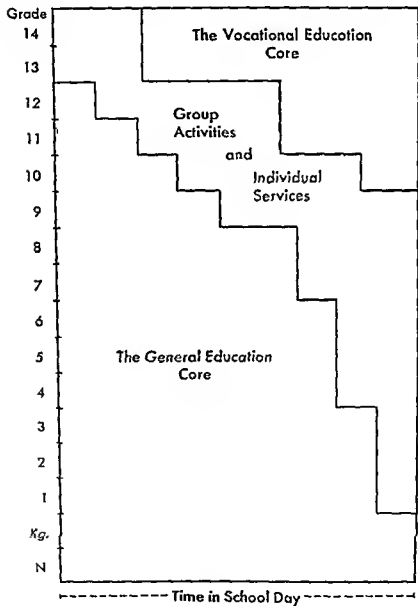 Grade
14
13
12
11
10
9
8
7
6
5
4
3
2
1
Kg.
N
The Vocational Education
Core
Group
Activities
and
Individual
Services
The General Education
Core
Time in School Day